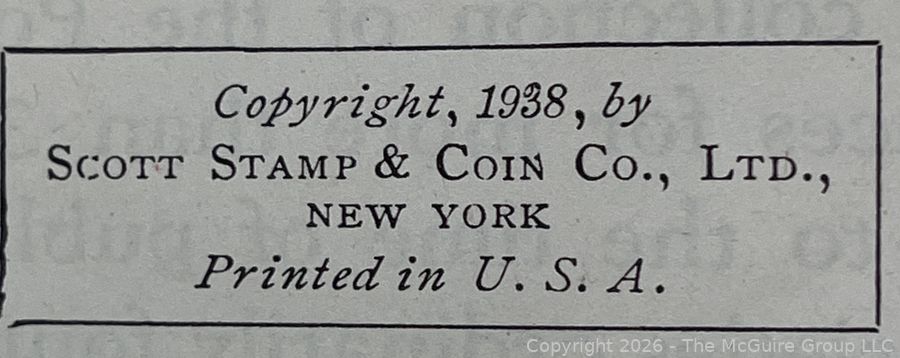 Copyright, 1938, by
SCOTT STAMP & COIN CO., LTD.,
NEW YORK
Printed in U. S. A.
Copyright 2026 - The McGuire Group LLC